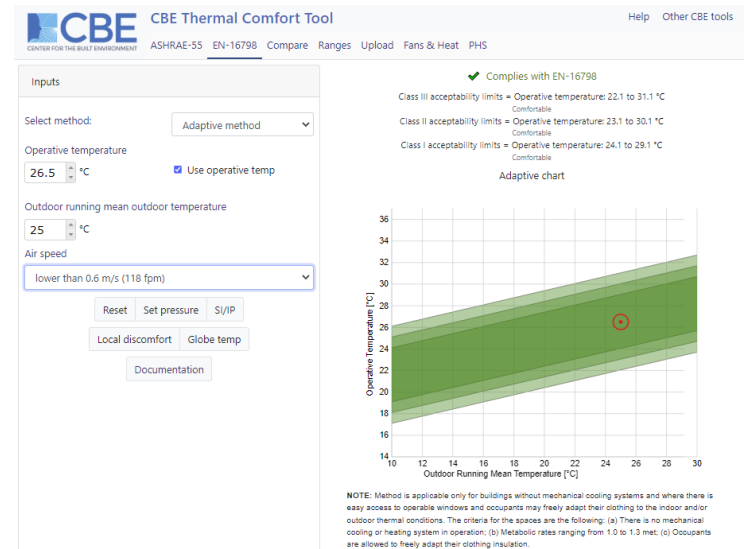 CBE
CENTER FOR THE BUILT ENVIRONMENT
CBE Thermal Comfort Tool
Help Other CBE tools
ASHRAE-55 EN-16798 Compare Ranges Upload Fans & Heat PHS
Inputs
Select method:
Adaptive method
Operative temperature
26.5 °C
Use operative temp
Outdoor running mean outdoor temperature
25 °C
Air speed
lower than 0.6 m/s (118 fpm)
Reset Set pressure SI/IP
Local discomfort Globe temp
Documentation
Complies with EN-16798
Class III acceptability limits = Operative temperature: 22.1 to 31.1 °C
Comfortable
Class II acceptability limits = Operative temperature: 23.1 to 30.1 °C
Comfortable
Class I acceptability limits = Operative temperature: 24.1 to 29.1 °C
Comfortable
Adaptive chart
36
34
32
30
28
26
24
22
20
18
16
14
Operative Temperature [°C]
10 12 14 16 18 20 22 24 26 28 30
Outdoor Running Mean Temperature [°C]
NOTE: Method is applicable only for buildings without mechanical cooling systems and where there is
easy access to operable windows and occupants may freely adapt their clothing to the indoor and/or
outdoor thermal conditions. The criteria for the spaces are the following: (a) There is no mechanical
cooling or heating system in operation; (b) Metabolic rates ranging from 1.0 to 1.3 met; (c) Occupants
are allowed to freely adapt their clothing insulation.